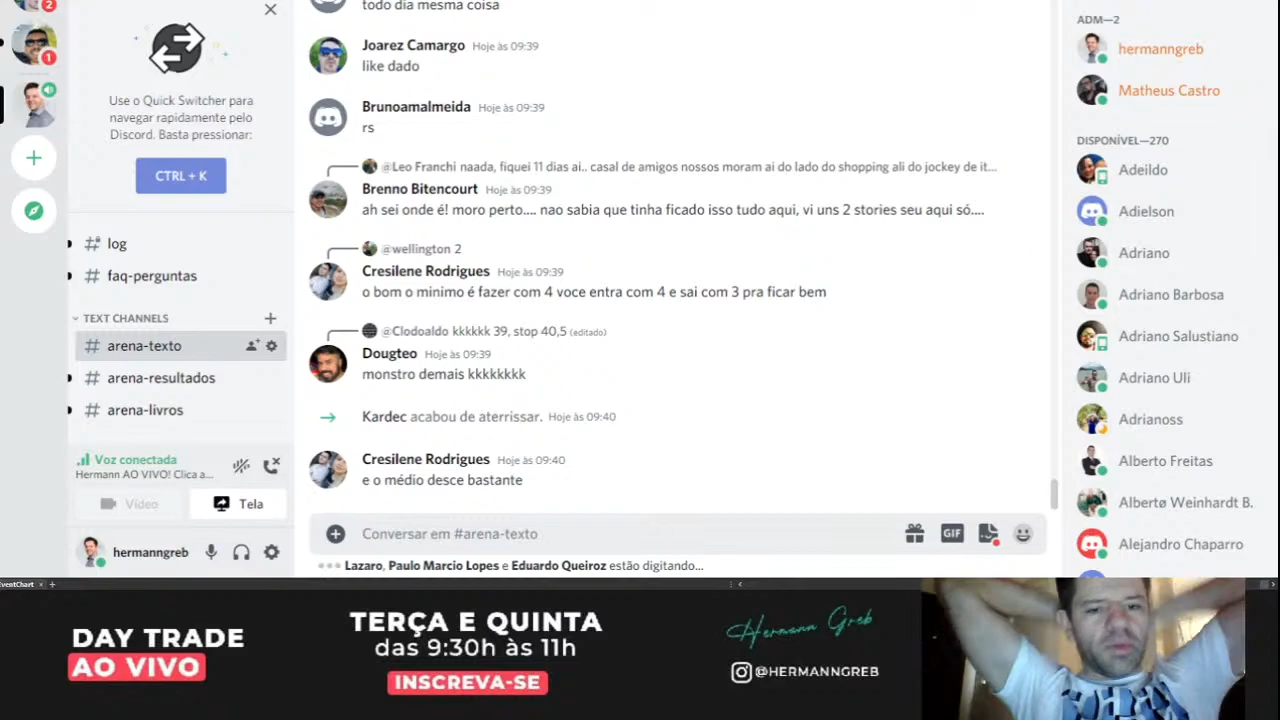 2
1
Use o Quick Switcher para
navegar rapidamente pelo
Discord. Basta pressionar:
CTRL + K
log
faq-perguntas
TEXT CHANNELS
arena-texto
arena-resultados
arena-livros
Voz conectada
Hermann AO VIVO! Clica a...
Vídeo
Tela
hermanngreb
todo dia mesma coisa
Joarez Camargo Hoje às 09:39
like dado
Brunoamalmeida Hoje às 09:39
rs
@Leo Franchi naada, fiquei 11 dias ai.. casal de amigos nossos moram ai do lado do shopping ali do jockey de it...
Brenno Bitencourt Hoje às 09:39
ah sei onde é! moro perto.... nao sabia que tinha ficado isso tudo aqui, vi uns 2 stories seu aqui só....
@wellington 2
Cresilene Rodrigues Hoje às 09:39
o bom o minimo é fazer com 4 voce entra com 4 e sai com 3 pra ficar bem
@Clodoaldo kkkkkk 39, stop 40,5 (editado)
Dougteo Hoje às 09:39
monstro demais kkkkkkkk
Kardec acabou de aterrissar. Hoje às 09:40
Cresilene Rodrigues Hoje às 09:40
e o médio desce bastante
Conversar em #arena-texto
GIF
Lazaro, Paulo Marcio Lopes e Eduardo Queiroz estão digitando...
ADM—2
hermanngreb
Matheus Castro
DISPONÍVEL—270
Adeildo
Adielson
Adriano
Adriano Barbosa
Adriano Salustiano
Adriano Uli
Adrianoss
Alberto Freitas
Albertø Weinhardt B.
Alejandro Chaparro
EventChart
DAY TRADE
AO VIVO
TERÇA E QUINTA
das 9:30h às 11h
INSCREVA-SE
Hermann Greb
@HERMANNGREB